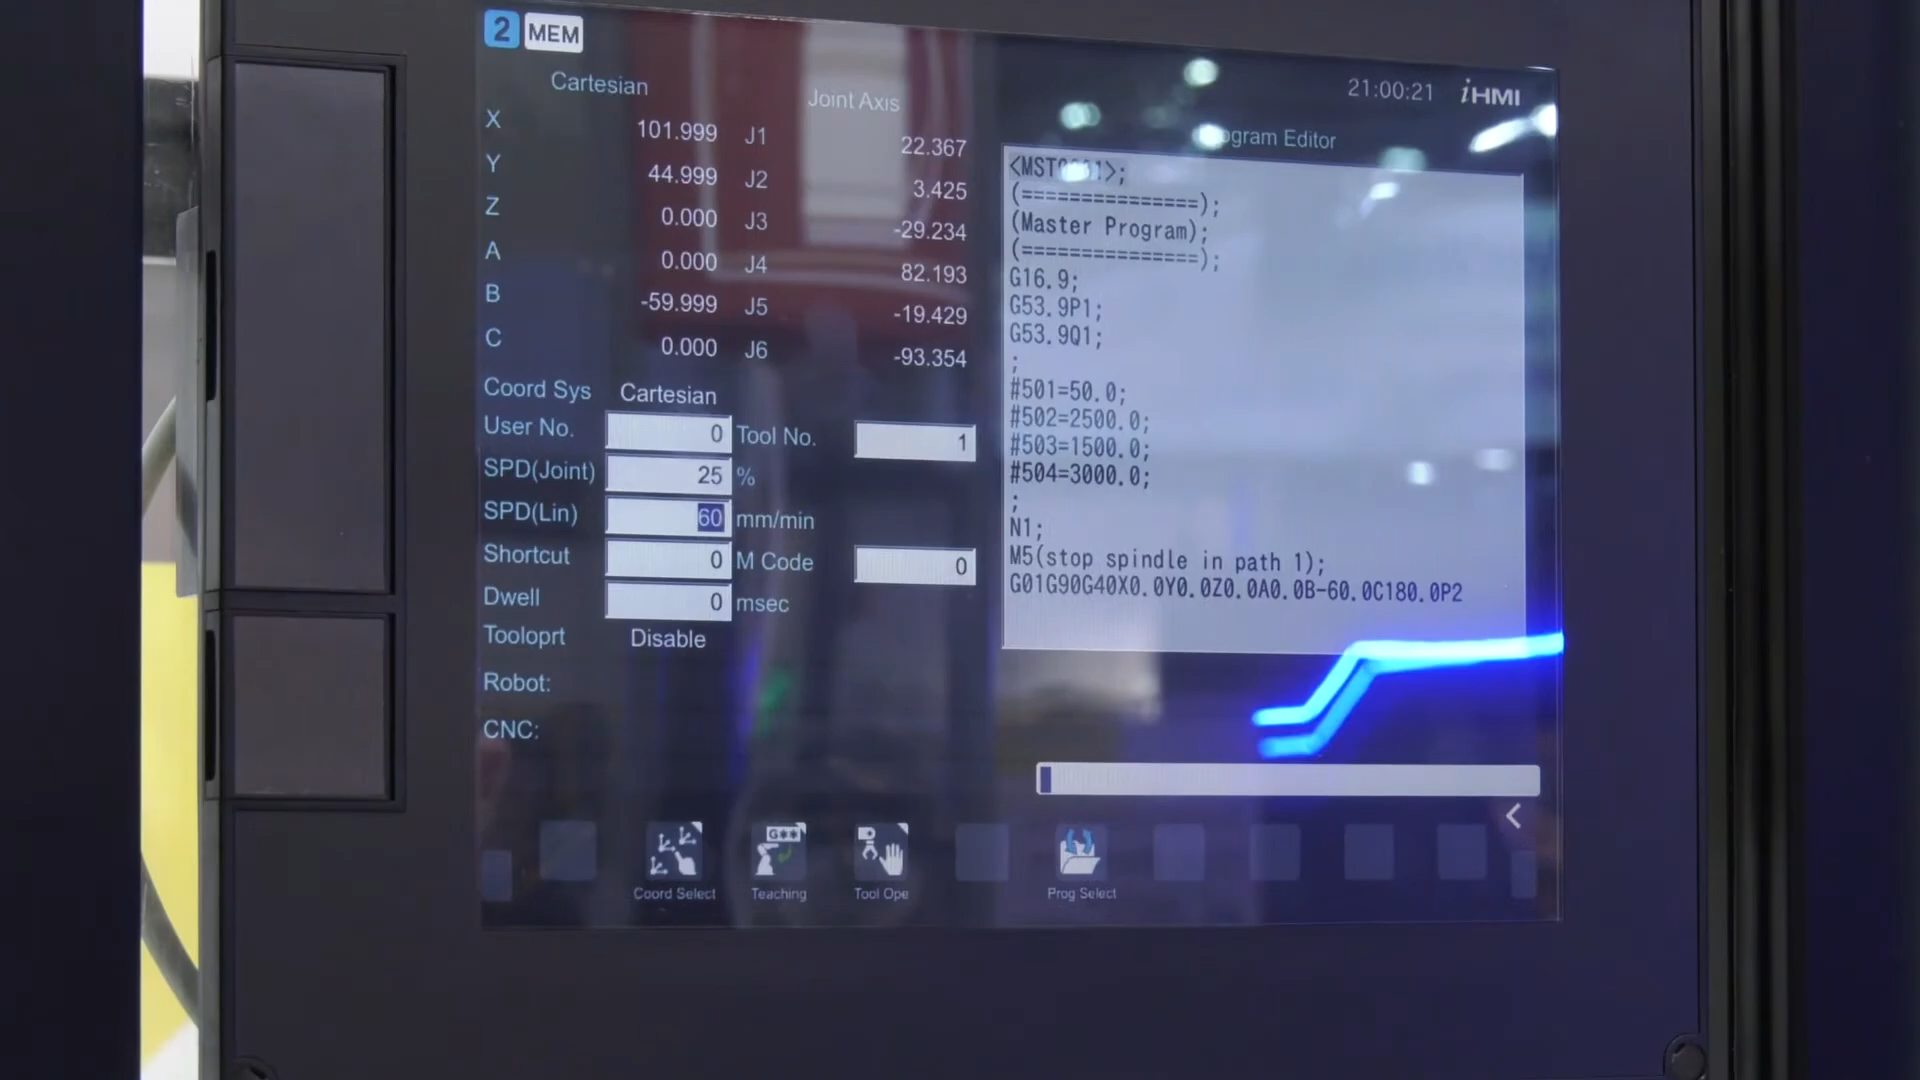 2 MEM
21:00:21 iHMI
Cartesian
Joint Axis
X 101.999 J1 22.367
Y 44.999 J2 3.425
Z 0.000 J3 -29.234
A 0.000 J4 82.193
B -59.999 J5 -19.429
C 0.000 J6 -93.354
Coord Sys Cartesian
User No. 0 Tool No. 1
SPD(Joint) 25 %
SPD(Lin) 60 mm/min
Shortcut 0 M Code 0
Dwell 0 msec
Tooloprt Disable
Robot:
CNC:
Editor
(===============);
(Master Program);
(===============);
G16.9;
G53.9P1;
G53.9Q1;
;
#501=50.0;
#502=2500.0;
#503=1500.0;
#504=3000.0;
;
N1;
M5(stop spindle in path 1);
G01G90G40X0.0Y0.0Z0.0A0.0B-60.0C180.0P2
<
G**
Coord Select
Teaching
Tool Ope
Prog Select